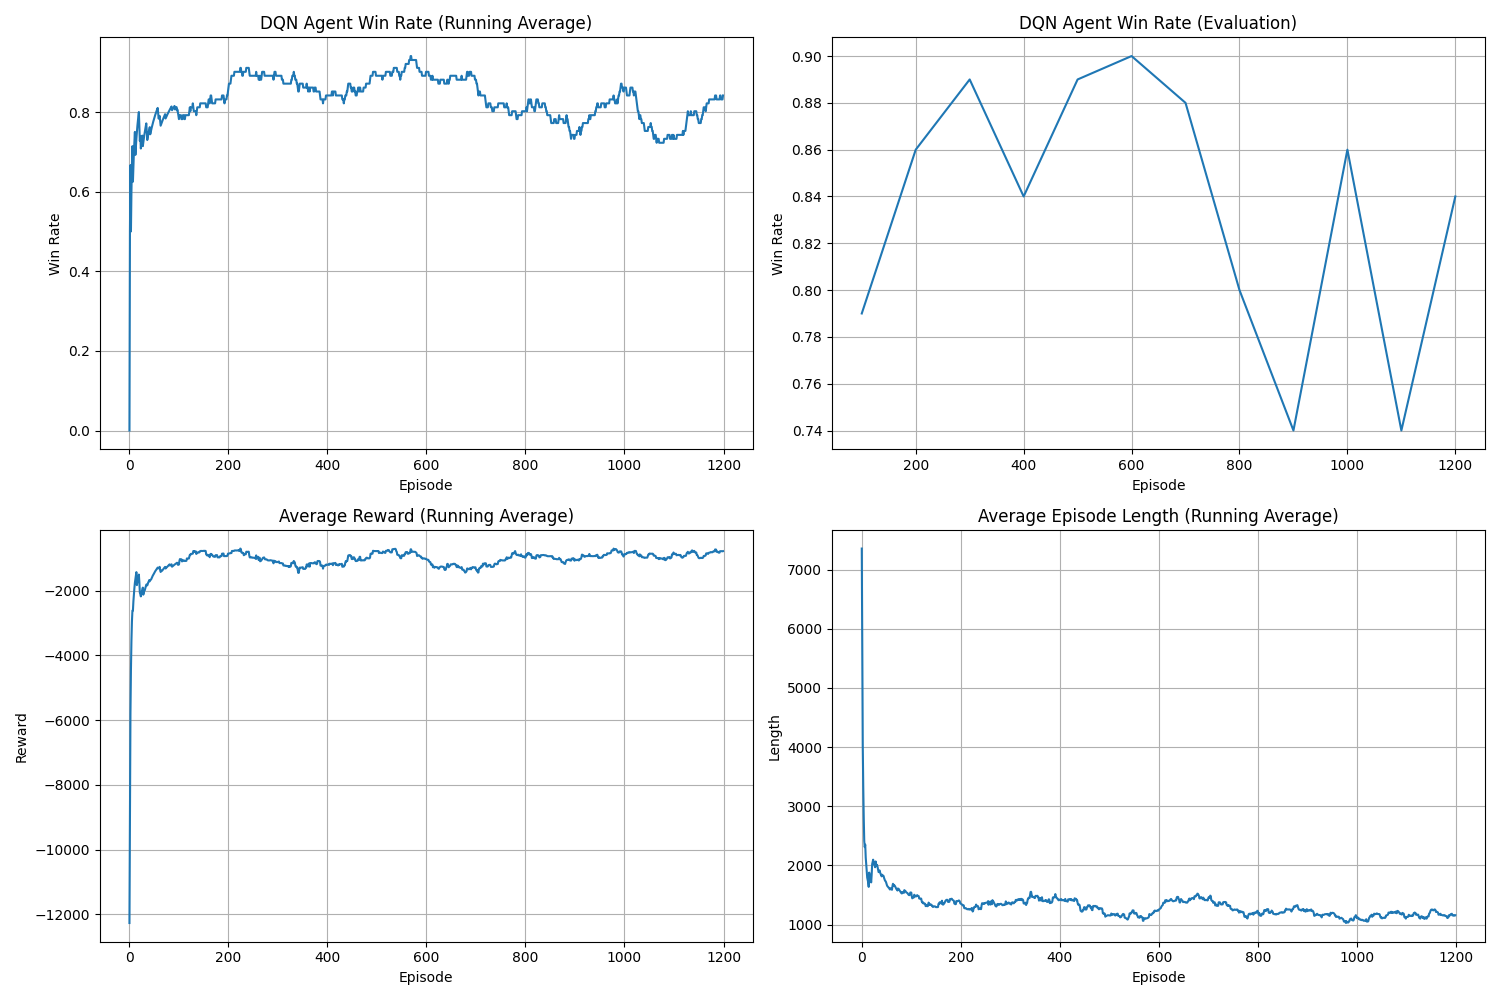 DQN Agent Win Rate (Running Average)
Win Rate
0.8
0.6
0.4
0.2
0.0
0 200 400 600 800 1000 1200
Episode
DQN Agent Win Rate (Evaluation)
Win Rate
0.90
0.88
0.86
0.84
0.82
0.80
0.78
0.76
0.74
200 400 600 800 1000 1200
Episode
Average Reward (Running Average)
Reward
−2000
−4000
−6000
−8000
−10000
−12000
0 200 400 600 800 1000 1200
Episode
Average Episode Length (Running Average)
Length
7000
6000
5000
4000
3000
2000
1000
0 200 400 600 800 1000 1200
Episode